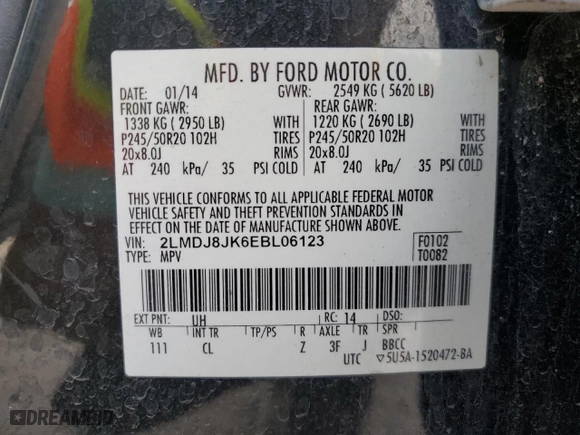 MFD. BY FORD MOTOR CO.
DATE: 01/14 GVWR: 2549 KG ( 5620 LB)
FRONT GAWR: REAR GAWR:
1338 KG ( 2950 LB) WITH 1220 KG ( 2690 LB) WITH
P245/50R20 102H TIRES P245/50R20 102H TIRES
20x8.0J RIMS 20x8.0J RIMS
AT 240 kPa/ 35 PSI COLD AT 240 kPa/ 35 PSI COLD
THIS VEHICLE CONFORMS TO ALL APPLICABLE FEDERAL MOTOR
VEHICLE SAFETY AND THEFT PREVENTION STANDARDS IN
EFFECT ON THE DATE OF MANUFACTURE SHOWN ABOVE.
VIN: 2LMDJ8JK6EBL06123 F0102
TYPE: MPV T0082
EXT PNT: UH RC: 14 DSO:
WB INT TR TP/PS R AXLE TR SPR
111 CL Z 3F J BBCC
UTC ▽5U5A-1520472-BA
©DREAMBID